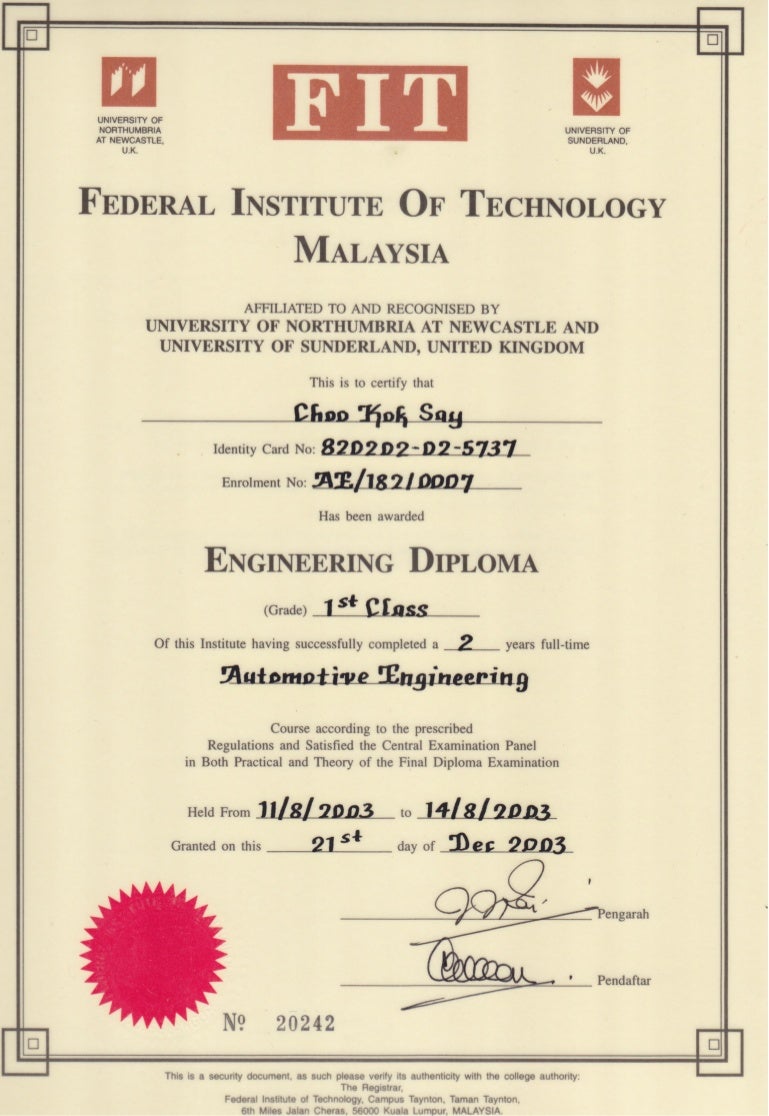 UNIVERSITY OF
NORTHUMBRIA
AT NEWCASTLE,
U.K.
FIT
UNIVERSITY OF
SUNDERLAND,
U.K.
FEDERAL INSTITUTE OF TECHNOLOGY
MALAYSIA
AFFILIATED TO AND RECOGNISED BY
UNIVERSITY OF NORTHUMBRIA AT NEWCASTLE AND
UNIVERSITY OF SUNDERLAND, UNITED KINGDOM
This is to certify that
Choo Kok Say
Identity Card No: 820202-02-5737
Enrolment No: AE/182/0007
Has been awarded
ENGINEERING DIPLOMA
(Grade) 1st Class
Of this Institute having successfully completed a 2 years full-time
Automotive Engineering
Course according to the prescribed
Regulations and Satisfied the Central Examination Panel
in Both Practical and Theory of the Final Diploma Examination
Held From 11/8/2003 to 14/8/2003
Granted on this 21st day of Dec 2003
Pengarah
Pendaftar
Nº 20242
This is a security document, as such please verify its authenticity with the college authority:
The Registrar,
Federal Institute of Technology, Campus Taynton, Taman Taynton,
6th Miles Jalan Cheras, 56000 Kuala Lumpur, MALAYSIA.